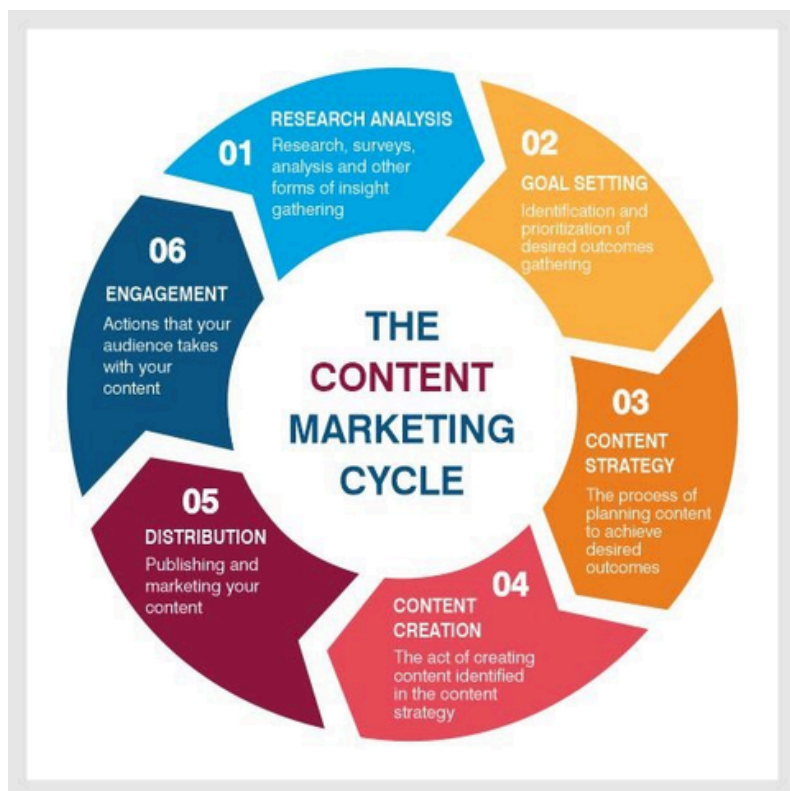 THE
CONTENT
MARKETING
CYCLE
01
RESEARCH ANALYSIS
Research, surveys,
analysis and other
forms of insight
gathering
02
GOAL SETTING
Identification and
prioritization of
desired outcomes
gathering
03
CONTENT
STRATEGY
The process of
planning content
to achieve
desired
outcomes
04
CONTENT
CREATION
The act of creating
content identified
in the content
strategy
05
DISTRIBUTION
Publishing and
marketing your
content
06
ENGAGEMENT
Actions that your
audience takes
with your
content